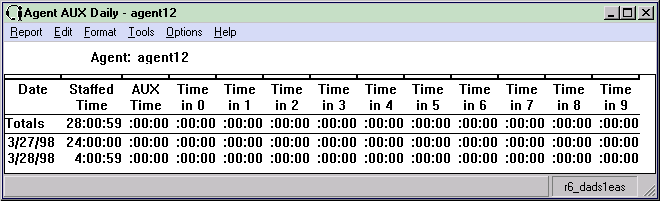 Agent AUX Daily - agent12
Report Edit Format Tools Options Help
Agent: agent12
Date Staffed Time AUX Time Time in 0 Time in 1 Time in 2 Time in 3 Time in 4 Time in 5 Time in 6 Time in 7 Time in 8 Time in 9
Totals 28:00:59 :00:00 :00:00 :00:00 :00:00 :00:00 :00:00 :00:00 :00:00 :00:00 :00:00 :00:00
3/27/98 24:00:00 :00:00 :00:00 :00:00 :00:00 :00:00 :00:00 :00:00 :00:00 :00:00 :00:00 :00:00
3/28/98 4:00:59 :00:00 :00:00 :00:00 :00:00 :00:00 :00:00 :00:00 :00:00 :00:00 :00:00 :00:00
r6_dads1eas